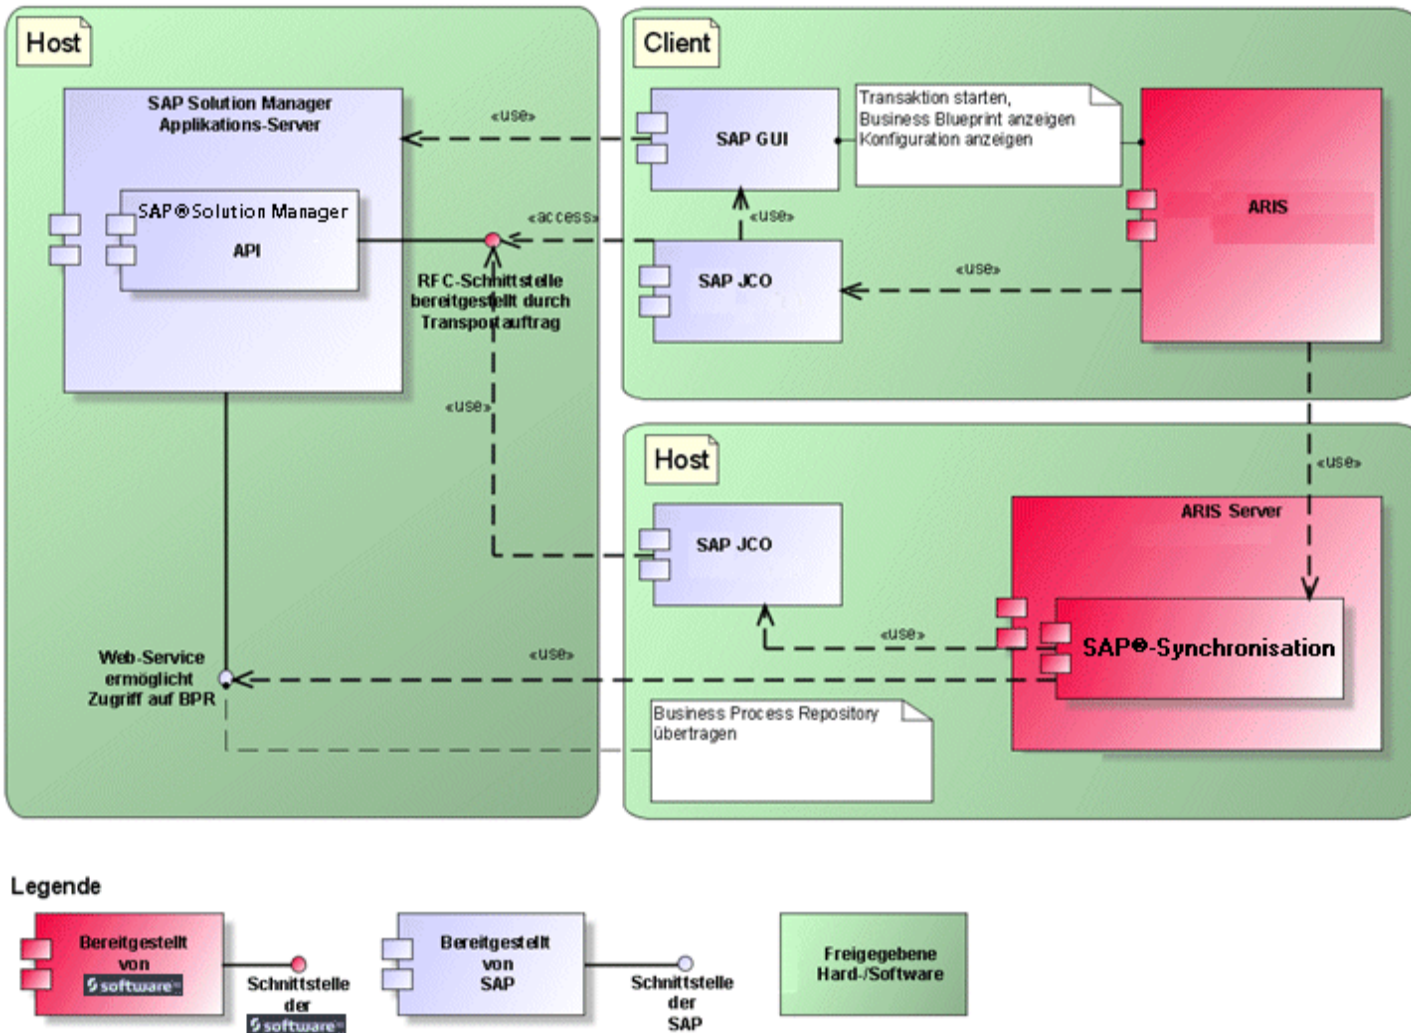 Host
SAP Solution Manager
Applikations-Server
SAP®Solution Manager
API
«use»
«access»
RFC-Schnittstelle
bereitgestellt durch
Transportauftrag
«use»
Web-Service
ermöglicht
Zugriff auf BPR
Client
SAP GUI
Transaktion starten,
Business Blueprint anzeigen
Konfiguration anzeigen
ARIS
«use»
SAP JCO
«use»
«use»
Host
SAP JCO
ARIS Server
SAP®-Synchronisation
«use»
«use»
Business Process Repository
übertragen
Legende
Bereitgestellt
von
software
Schnittstelle
der
software
Bereitgestellt
von
SAP
Schnittstelle
der
SAP
Freigegebene
Hard-/Software